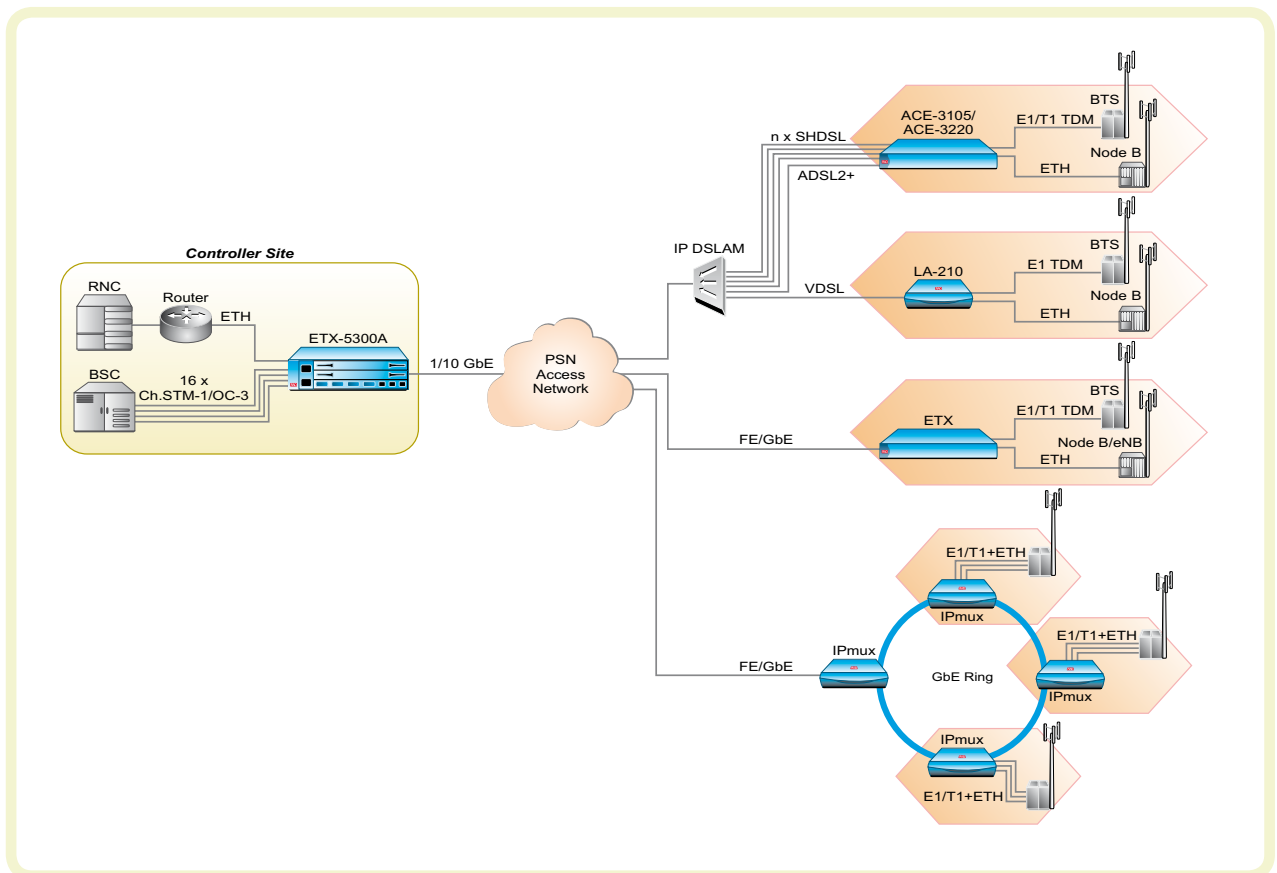 Controller Site
RNC
Router
ETH
ETX-5300A
BSC
16 x
Ch.STM-1/OC-3
1/10 GbE
PSN
Access
Network
IP DSLAM
n x SHDSL
ADSL2+
ACE-3105/
ACE-3220
E1/T1 TDM
BTS
Node B
ETH
VDSL
LA-210
E1 TDM
BTS
Node B
ETH
FE/GbE
ETX
E1/T1 TDM
BTS
Node B/eNB
ETH
FE/GbE
IPmux
GbE Ring
E1/T1+ETH
IPmux
E1/T1+ETH
IPmux
IPmux
E1/T1+ETH